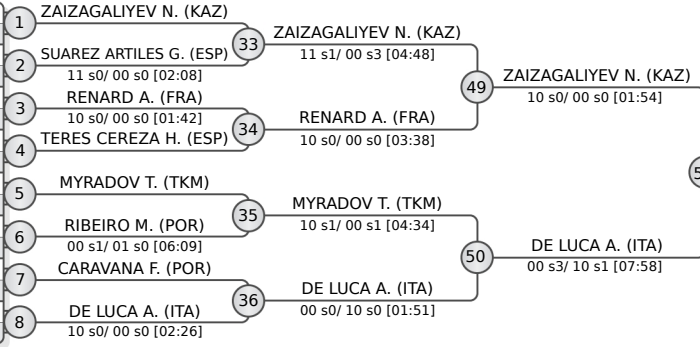 1
ZAIZAGALIYEV N. (KAZ)
33
ZAIZAGALIYEV N. (KAZ)
11 s1/ 00 s3 [04:48]
2
SUAREZ ARTILES G. (ESP)
11 s0/ 00 s0 [02:08]
49
ZAIZAGALIYEV N. (KAZ)
10 s0/ 00 s0 [01:54]
3
RENARD A. (FRA)
10 s0/ 00 s0 [01:42]
34
RENARD A. (FRA)
10 s0/ 00 s0 [03:38]
4
TERES CEREZA H. (ESP)
5
MYRADOV T. (TKM)
35
MYRADOV T. (TKM)
10 s1/ 00 s1 [04:34]
6
RIBEIRO M. (POR)
00 s1/ 01 s0 [06:09]
50
DE LUCA A. (ITA)
00 s3/ 10 s1 [07:58]
7
CARAVANA F. (POR)
36
DE LUCA A. (ITA)
00 s0/ 10 s0 [01:51]
8
DE LUCA A. (ITA)
10 s0/ 00 s0 [02:26]